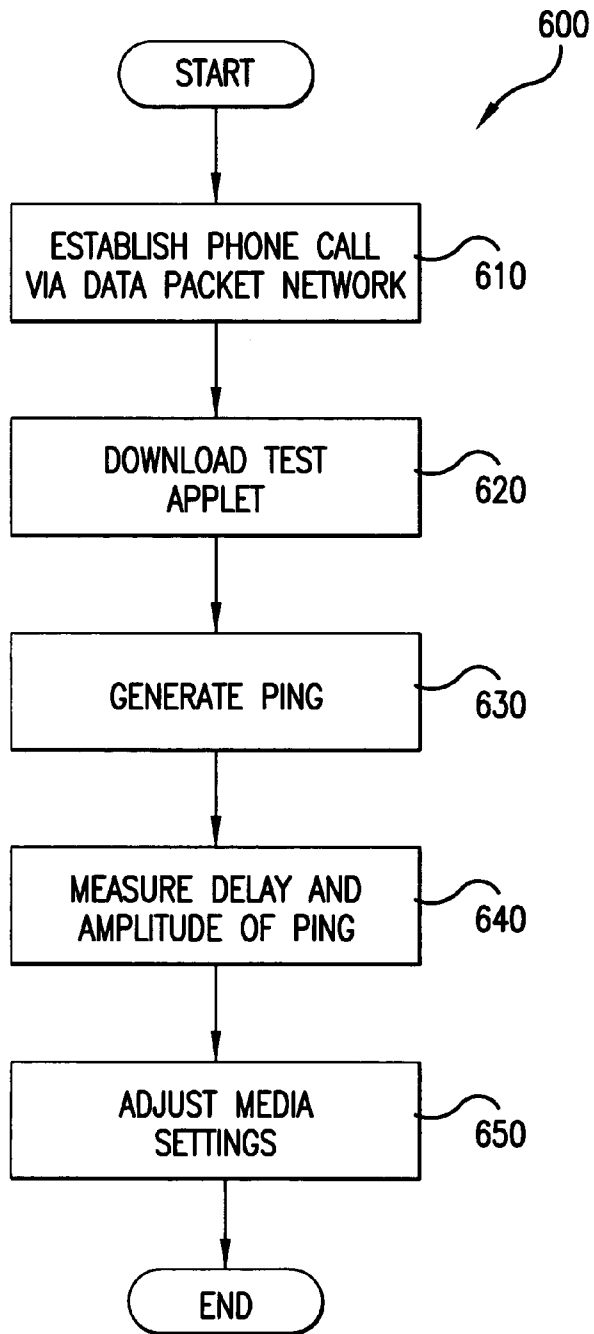 600
START
ESTABLISH PHONE CALL
VIA DATA PACKET NETWORK
610
DOWNLOAD TEST
APPLET
620
GENERATE PING
630
MEASURE DELAY AND
AMPLITUDE OF PING
640
ADJUST MEDIA
SETTINGS
650
END